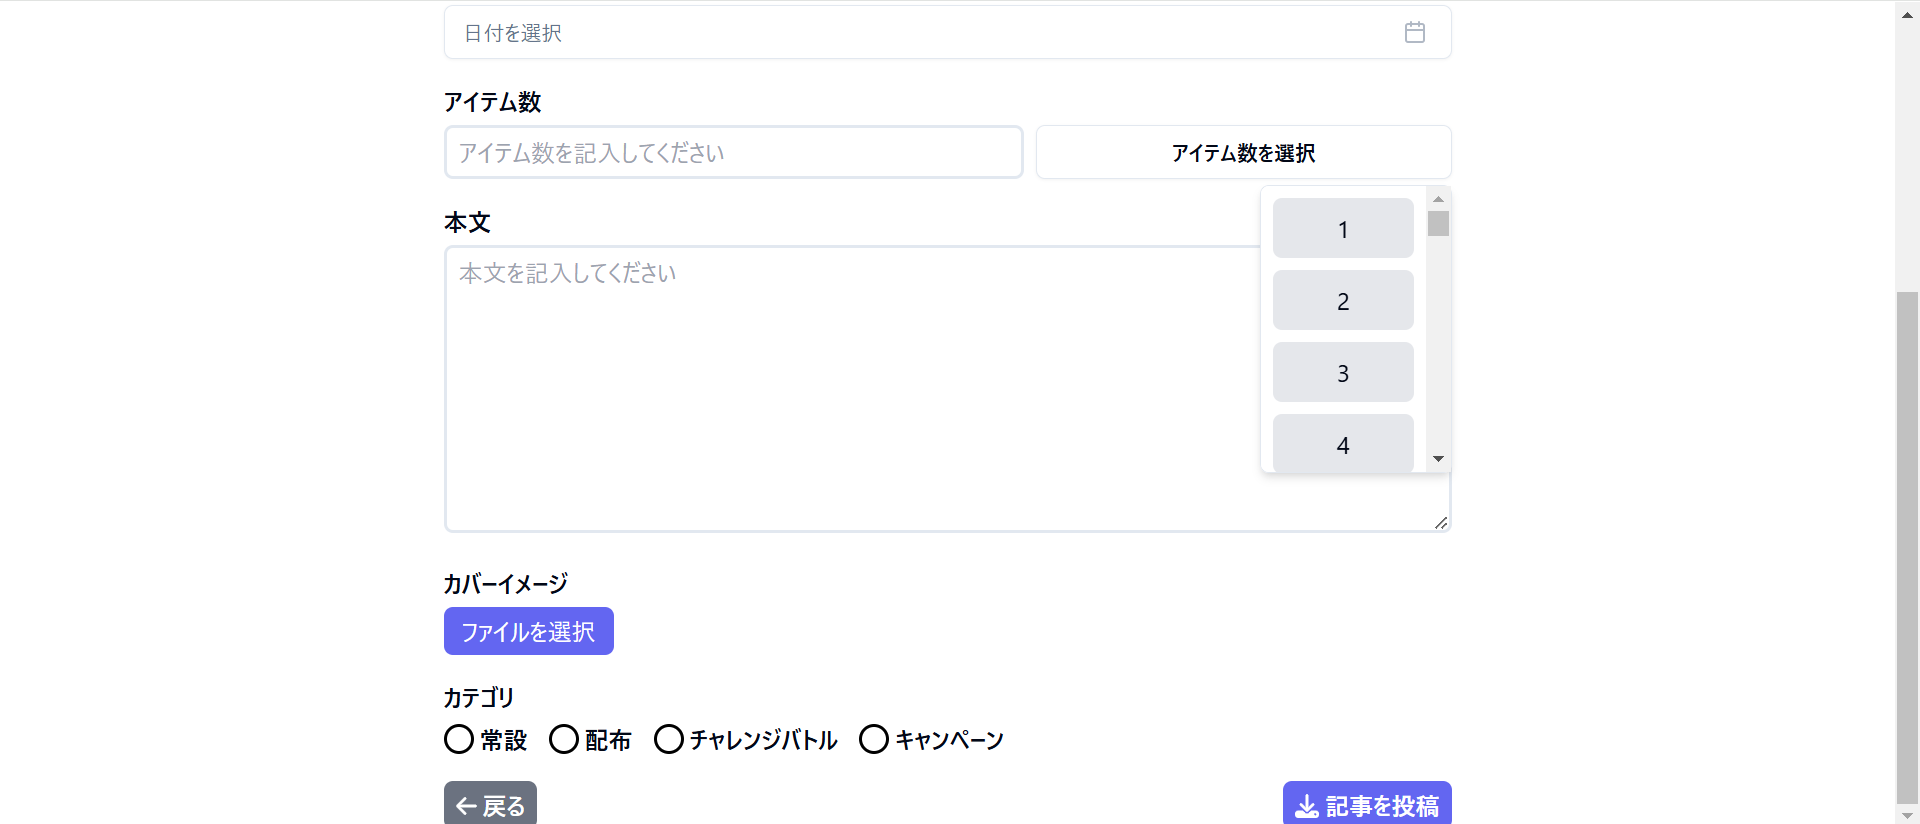 日付を選択
アイテム数
アイテム数を記入してください
アイテム数を選択
1
2
3
4
本文
本文を記入してください
カバーイメージ
ファイルを選択
カテゴリ
常設 配布 チャレンジバトル キャンペーン
戻る
記事を投稿